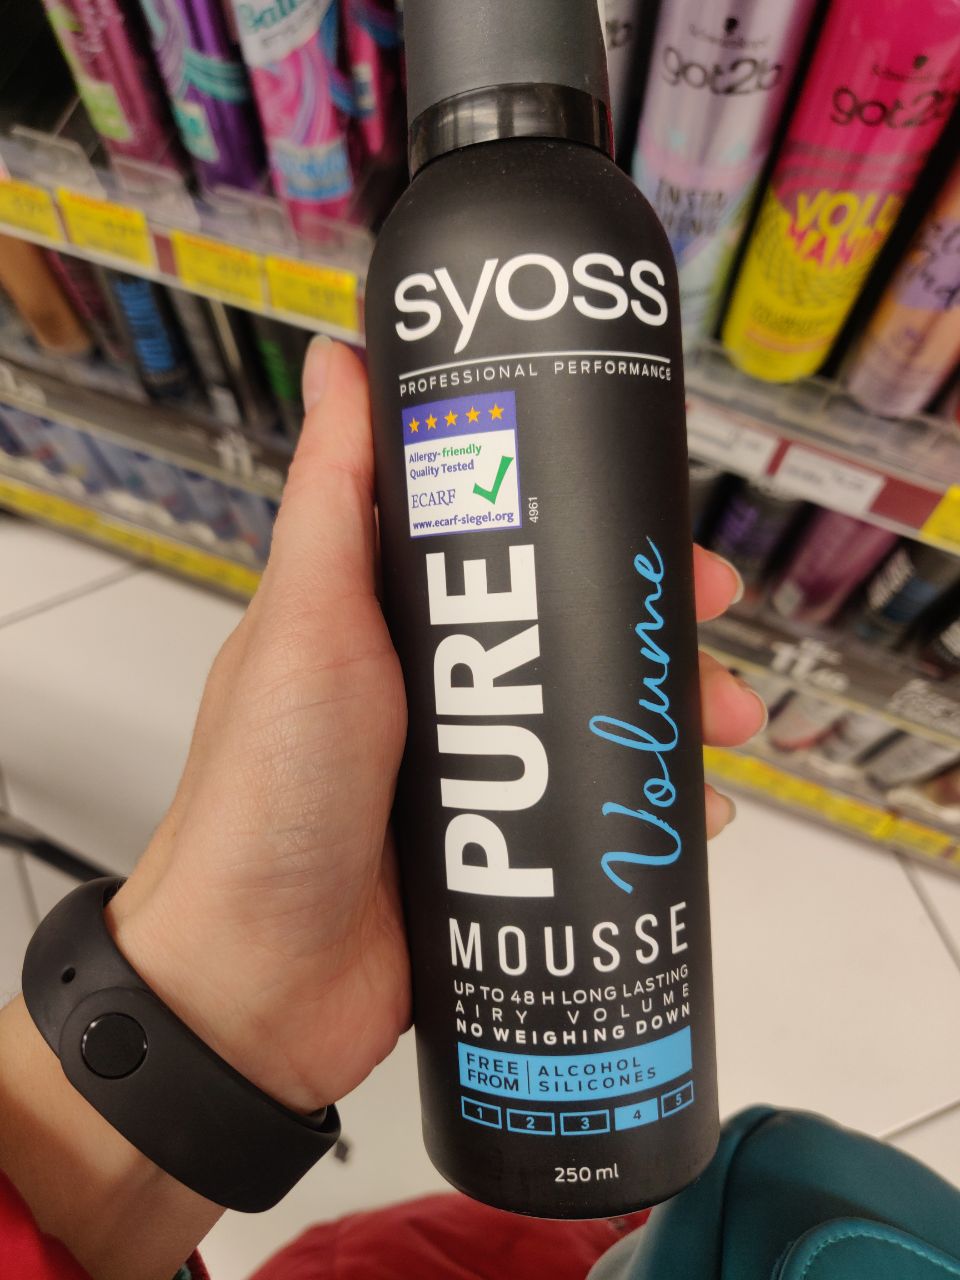 got2b
got2b
syoss
PROFESSIONAL PERFORMANCE
Allergy-friendly
Quality Tested
ECARF
www.ecarf-siegel.org
4961
PURE
Volume
MOUSSE
UP TO 48 H LONG LASTING
AIRY VOLUME
NO WEIGHING DOWN
FREE FROM
ALCOHOL
SILICONES
1 2 3 4 5
250 ml